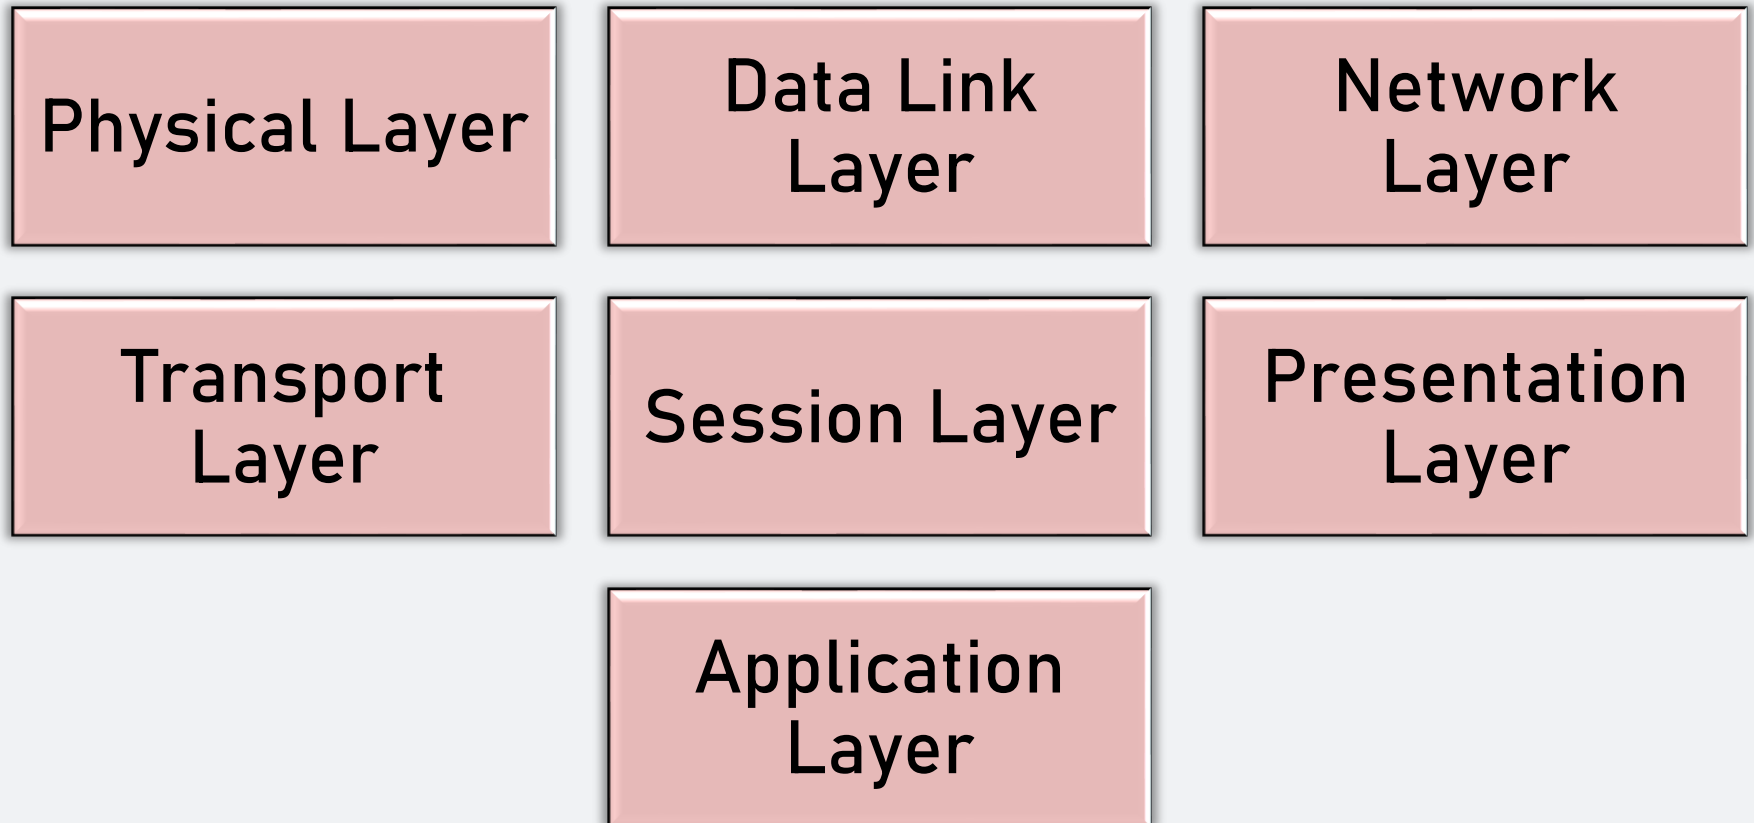 Physical Layer
Data Link
Layer
Network
Layer
Transport
Layer
Session Layer
Presentation
Layer
Application
Layer